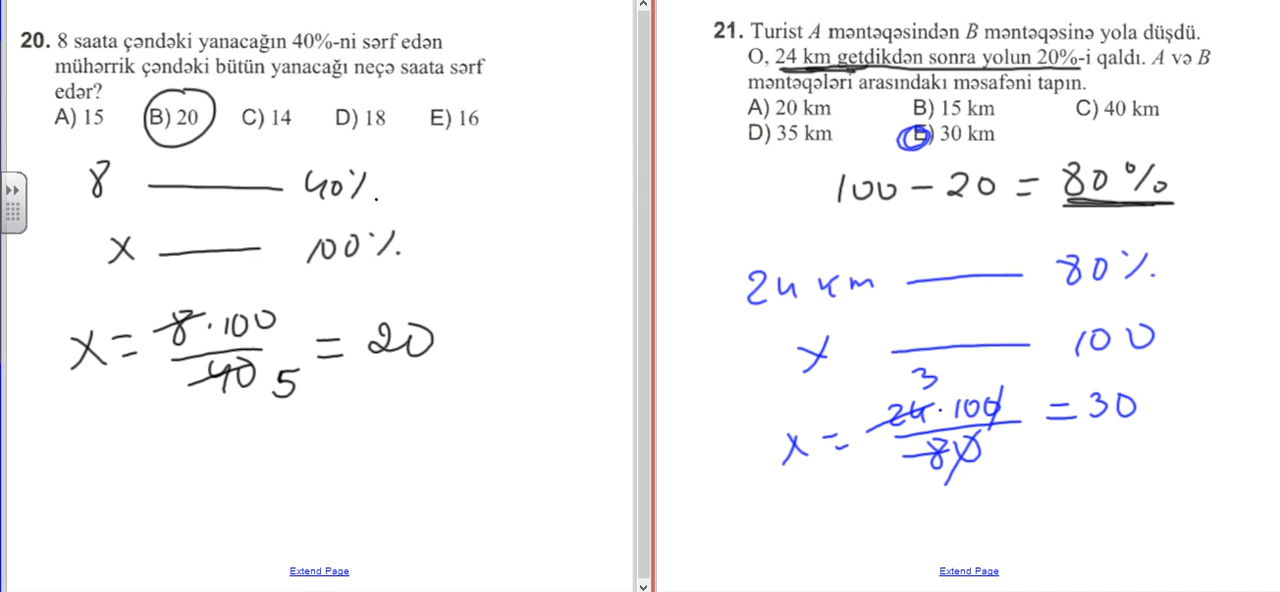 20. 8 saata çəndəki yanacağın 40%-ni sərf edən
mühərrik çəndəki bütün yanacağı neçə saata sərf
edər?
A) 15 B) 20 C) 14 D) 18 E) 16
8 — 40%.
x — 100%.
x = 8·100/40 5 = 20
Extend Page
21. Turist A məntəqəsindən B məntəqəsinə yola düşdü.
O, 24 km getdikdən sonra yolun 20%-i qaldı. A və B
məntəqələri arasındakı məsafəni tapın.
A) 20 km B) 15 km C) 40 km
D) 35 km E) 30 km
100 - 20 = 80%
24 km — 80%.
x — 100
3
x = 24·100/80 = 30
Extend Page